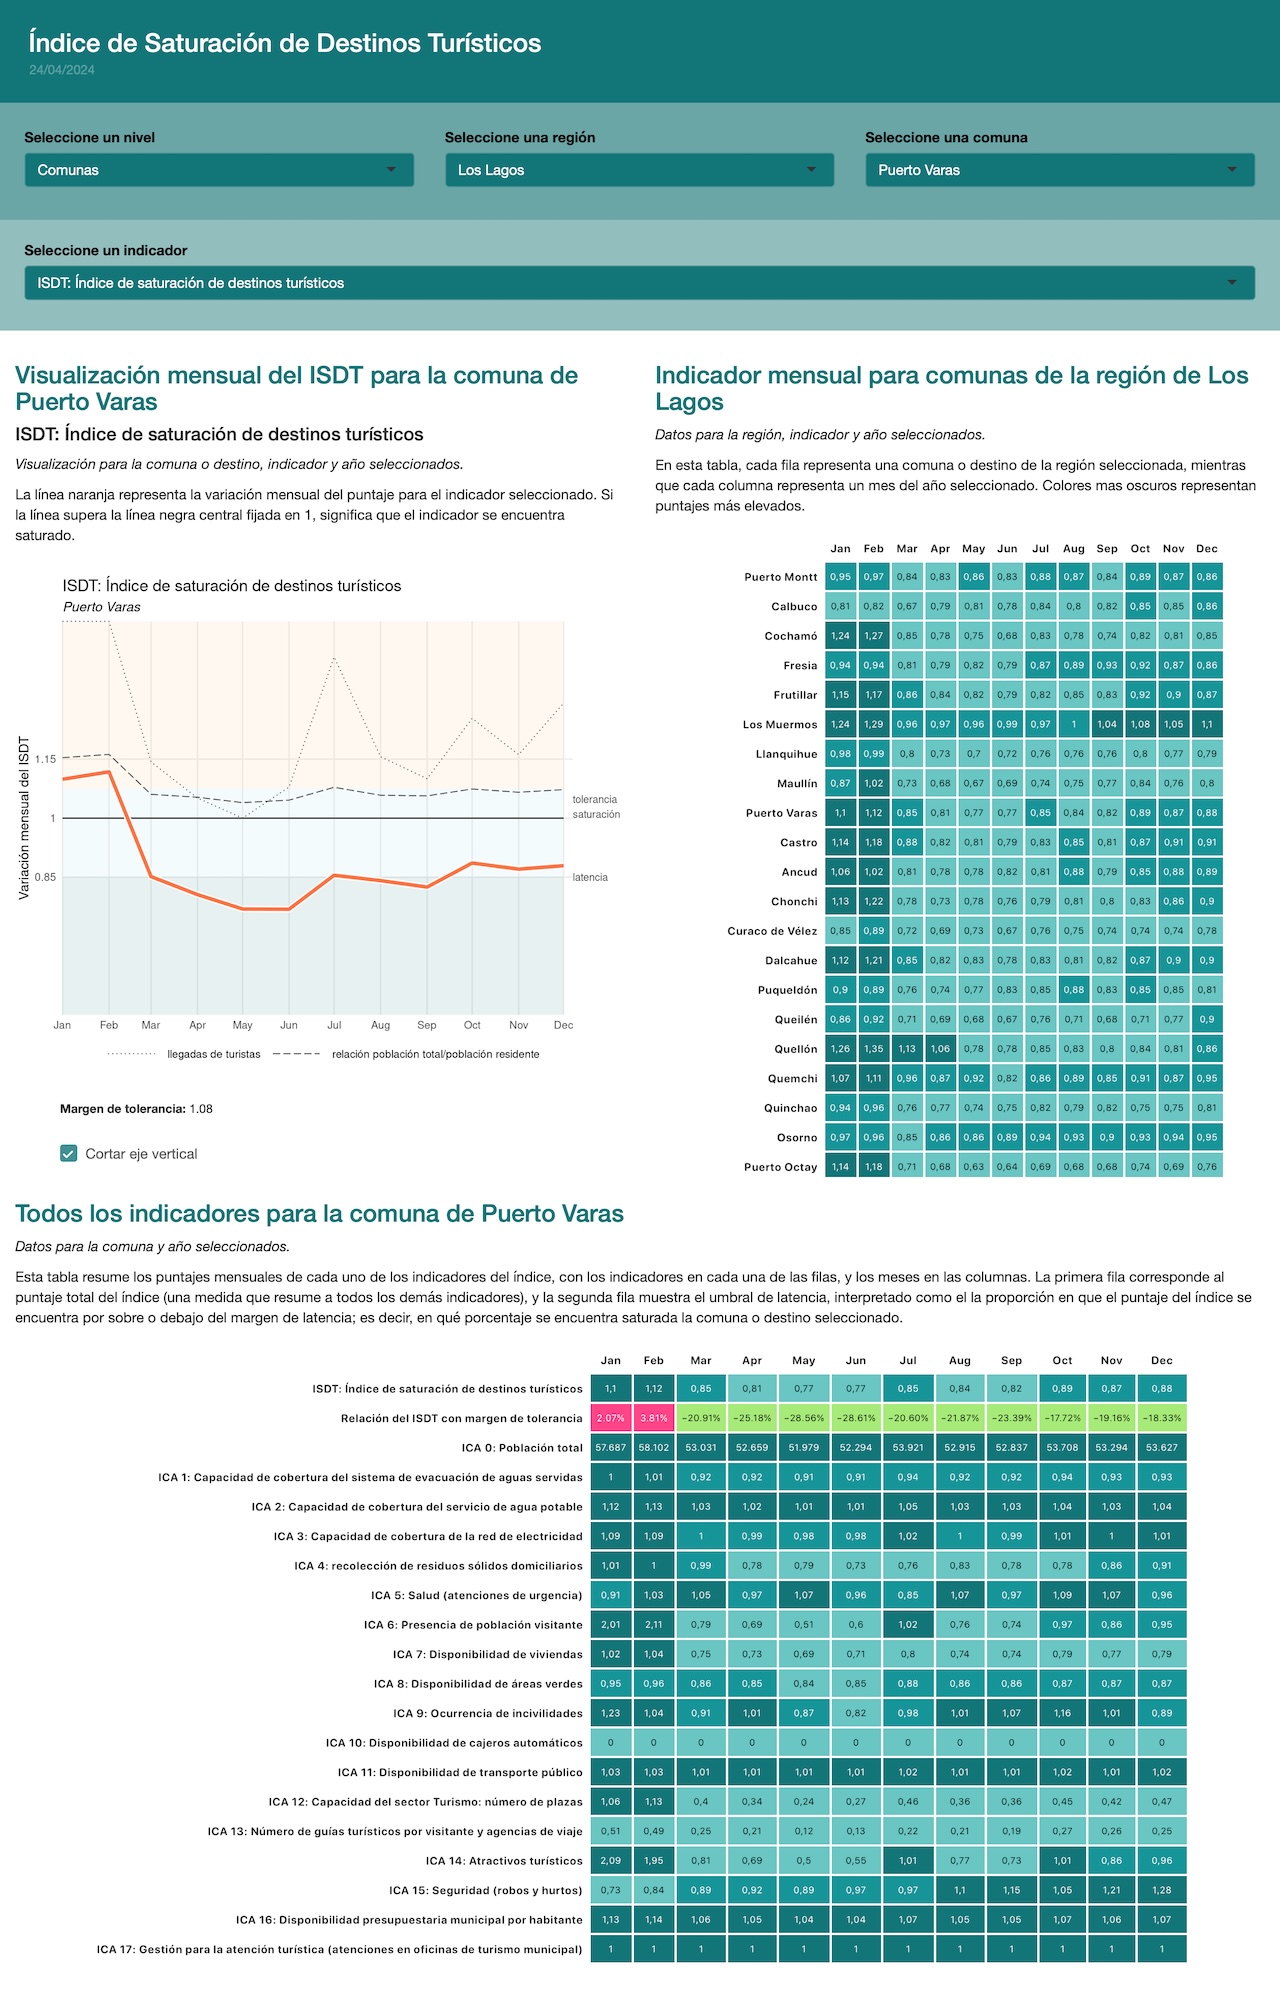 Índice de Saturación de Destinos Turísticos
24/04/2024
Seleccione un nivel
Seleccione una región
Seleccione una comuna
Comunas
Los Lagos
Puerto Varas
Seleccione un indicador
ISDT: Índice de saturación de destinos turísticos
Visualización mensual del ISDT para la comuna de
Puerto Varas
ISDT: Índice de saturación de destinos turísticos
Visualización para la comuna o destino, indicador y año seleccionados.
La línea naranja representa la variación mensual del puntaje para el indicador seleccionado. Si
la línea supera la línea negra central fijada en 1, significa que el indicador se encuentra
saturado.
ISDT: Índice de saturación de destinos turísticos
Puerto Varas
Variación mensual del ISDT
1.15
1
0.85
tolerancia
saturación
latencia
Jan Feb Mar Apr May Jun Jul Aug Sep Oct Nov Dec
llegadas de turistas relación población total/población residente
Margen de tolerancia: 1.08
Cortar eje vertical
Indicador mensual para comunas de la región de Los
Lagos
Datos para la región, indicador y año seleccionados.
En esta tabla, cada fila representa una comuna o destino de la región seleccionada, mientras
que cada columna representa un mes del año seleccionado. Colores mas oscuros representan
puntajes más elevados.
Jan Feb Mar Apr May Jun Jul Aug Sep Oct Nov Dec
Puerto Montt 0,95 0,97 0,84 0,83 0,86 0,83 0,88 0,87 0,84 0,89 0,87 0,86
Calbuco 0,81 0,82 0,67 0,79 0,81 0,78 0,84 0,8 0,82 0,85 0,85 0,86
Cochamó 1,24 1,27 0,85 0,78 0,75 0,68 0,83 0,78 0,74 0,82 0,81 0,85
Fresia 0,94 0,94 0,81 0,79 0,82 0,79 0,87 0,89 0,93 0,92 0,87 0,86
Frutillar 1,15 1,17 0,86 0,84 0,82 0,79 0,82 0,85 0,83 0,92 0,9 0,87
Los Muermos 1,24 1,29 0,96 0,97 0,96 0,99 0,97 1 1,04 1,08 1,05 1,1
Llanquihue 0,98 0,99 0,8 0,73 0,7 0,72 0,76 0,76 0,76 0,8 0,77 0,79
Maullín 0,87 1,02 0,73 0,68 0,67 0,69 0,74 0,75 0,77 0,84 0,76 0,8
Puerto Varas 1,1 1,12 0,85 0,81 0,77 0,77 0,85 0,84 0,82 0,89 0,87 0,88
Castro 1,14 1,18 0,88 0,82 0,81 0,79 0,83 0,85 0,81 0,87 0,91 0,91
Ancud 1,06 1,02 0,81 0,78 0,78 0,82 0,81 0,88 0,79 0,85 0,88 0,89
Chonchi 1,13 1,22 0,78 0,73 0,78 0,76 0,79 0,81 0,8 0,83 0,86 0,9
Curaco de Vélez 0,85 0,89 0,72 0,69 0,73 0,67 0,76 0,75 0,74 0,74 0,74 0,78
Dalcahue 1,12 1,21 0,85 0,82 0,83 0,78 0,83 0,81 0,82 0,87 0,9 0,9
Puqueldón 0,9 0,89 0,76 0,74 0,77 0,83 0,85 0,88 0,83 0,85 0,85 0,81
Queilén 0,86 0,92 0,71 0,69 0,68 0,67 0,76 0,71 0,68 0,71 0,77 0,9
Quellón 1,26 1,35 1,13 1,06 0,78 0,78 0,85 0,83 0,8 0,84 0,81 0,86
Quemchi 1,07 1,11 0,96 0,87 0,92 0,82 0,86 0,89 0,85 0,91 0,87 0,95
Quinchao 0,94 0,96 0,76 0,77 0,74 0,75 0,82 0,79 0,82 0,75 0,75 0,81
Osorno 0,97 0,96 0,85 0,86 0,86 0,89 0,94 0,93 0,9 0,93 0,94 0,95
Puerto Octay 1,14 1,18 0,71 0,68 0,63 0,64 0,69 0,68 0,68 0,74 0,69 0,76
Todos los indicadores para la comuna de Puerto Varas
Datos para la comuna y año seleccionados.
Esta tabla resume los puntajes mensuales de cada uno de los indicadores del índice, con los indicadores en cada una de las filas, y los meses en las columnas. La primera fila corresponde al
puntaje total del índice (una medida que resume a todos los demás indicadores), y la segunda fila muestra el umbral de latencia, interpretado como el la proporción en que el puntaje del índice se
encuentra por sobre o debajo del margen de latencia; es decir, en qué porcentaje se encuentra saturada la comuna o destino seleccionado.
Jan Feb Mar Apr May Jun Jul Aug Sep Oct Nov Dec
ISDT: Índice de saturación de destinos turísticos 1,1 1,12 0,85 0,81 0,77 0,77 0,85 0,84 0,82 0,89 0,87 0,88
Relación del ISDT con margen de tolerancia 2.07% 3.81% −20.91% −25.18% −28.56% −28.61% −20.60% −21.87% −23.39% −17.72% −19.16% −18.33%
ICA 0: Población total 57.687 58.102 53.031 52.659 51.979 52.294 53.921 52.915 52.837 53.708 53.294 53.627
ICA 1: Capacidad de cobertura del sistema de evacuación de aguas servidas 1 1,01 0,92 0,92 0,91 0,91 0,94 0,92 0,92 0,94 0,93 0,93
ICA 2: Capacidad de cobertura del servicio de agua potable 1,12 1,13 1,03 1,02 1,01 1,01 1,05 1,03 1,03 1,04 1,03 1,04
ICA 3: Capacidad de cobertura de la red de electricidad 1,09 1,09 1 0,99 0,98 0,98 1,02 1 0,99 1,01 1 1,01
ICA 4: recolección de residuos sólidos domiciliarios 1,01 1 0,99 0,78 0,79 0,73 0,76 0,83 0,78 0,78 0,86 0,91
ICA 5: Salud (atenciones de urgencia) 0,91 1,03 1,05 0,97 1,07 0,96 0,85 1,07 0,97 1,09 1,07 0,96
ICA 6: Presencia de población visitante 2,01 2,11 0,79 0,69 0,51 0,6 1,02 0,76 0,74 0,97 0,86 0,95
ICA 7: Disponibilidad de viviendas 1,02 1,04 0,75 0,73 0,69 0,71 0,8 0,74 0,74 0,79 0,77 0,79
ICA 8: Disponibilidad de áreas verdes 0,95 0,96 0,86 0,85 0,84 0,85 0,88 0,86 0,86 0,87 0,87 0,87
ICA 9: Ocurrencia de incivilidades 1,23 1,04 0,91 1,01 0,87 0,82 0,98 1,01 1,07 1,16 1,01 0,89
ICA 10: Disponibilidad de cajeros automáticos 0 0 0 0 0 0 0 0 0 0 0 0
ICA 11: Disponibilidad de transporte público 1,03 1,03 1,01 1,01 1,01 1,01 1,02 1,01 1,01 1,02 1,01 1,02
ICA 12: Capacidad del sector Turismo: número de plazas 1,06 1,13 0,4 0,34 0,24 0,27 0,46 0,36 0,36 0,45 0,42 0,47
ICA 13: Número de guías turísticos por visitante y agencias de viaje 0,51 0,49 0,25 0,21 0,12 0,13 0,22 0,21 0,19 0,27 0,26 0,25
ICA 14: Atractivos turísticos 2,09 1,95 0,81 0,69 0,5 0,55 1,01 0,77 0,73 1,01 0,86 0,96
ICA 15: Seguridad (robos y hurtos) 0,73 0,84 0,89 0,92 0,89 0,97 0,97 1,1 1,15 1,05 1,21 1,28
ICA 16: Disponibilidad presupuestaria municipal por habitante 1,13 1,14 1,06 1,05 1,04 1,04 1,07 1,05 1,05 1,07 1,06 1,07
ICA 17: Gestión para la atención turística (atenciones en oficinas de turismo municipal) 1 1 1 1 1 1 1 1 1 1 1 1